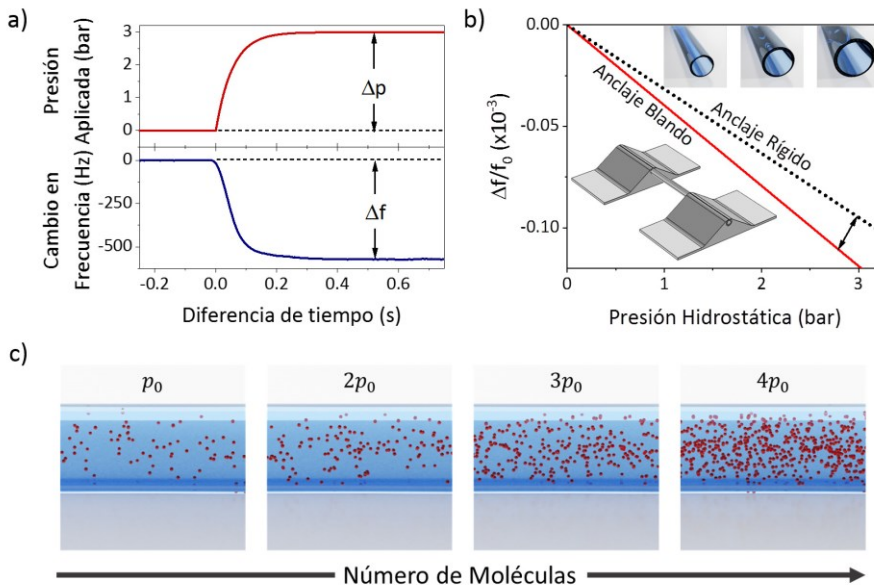 a)
Presión
Aplicada (bar)
3
2
1
0
Δp
Cambio en
Frecuencia (Hz)
0
-250
-500
Δf
-0.2
0.0
0.2
0.4
0.6
Diferencia de tiempo (s)
b)
Δf/f₀ (x10⁻³)
0.00
-0.05
-0.10
Anclaje Blando
Anclaje Rígido
0
1
2
3
Presión Hidrostática (bar)
c)
p₀
2p₀
3p₀
4p₀
Número de Moléculas